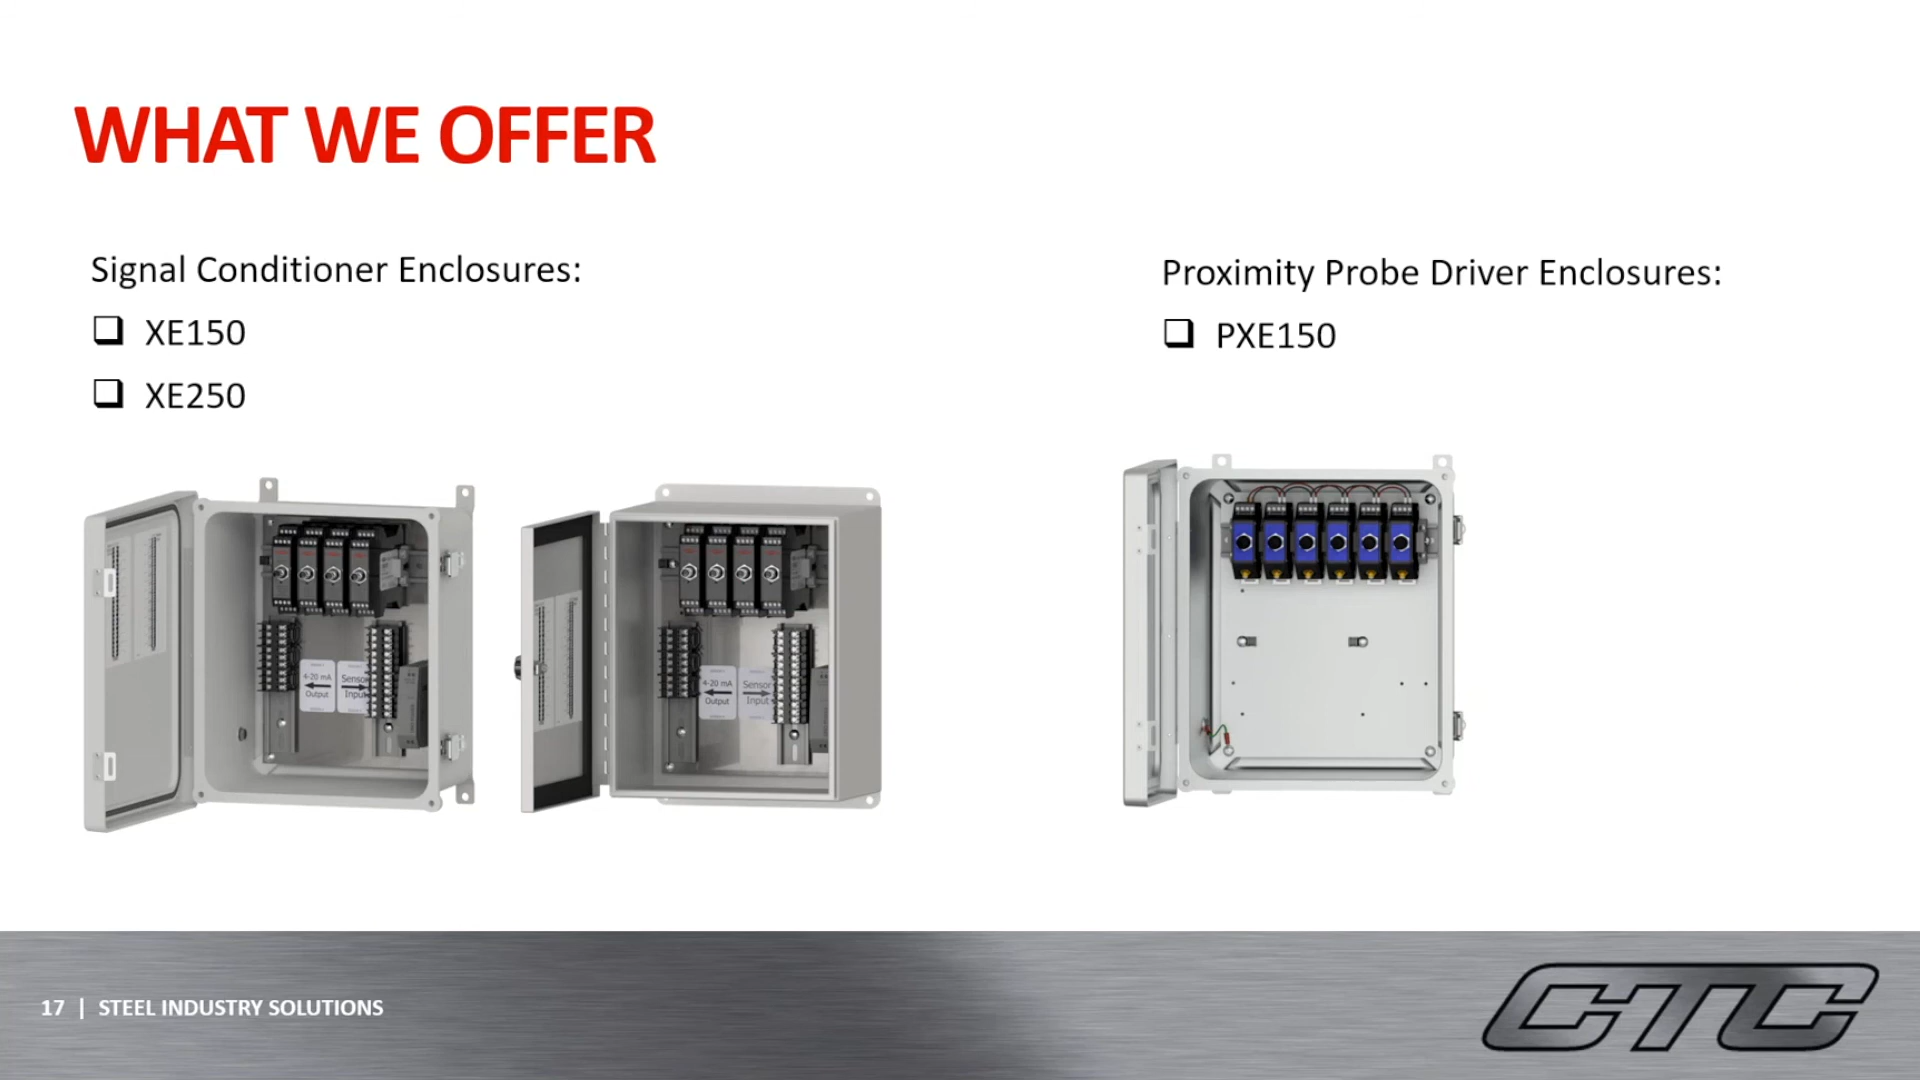 WHAT WE OFFER
Signal Conditioner Enclosures:
XE150
XE250
Proximity Probe Driver Enclosures:
PXE150
4-20 mA
Output
Sensor
Input
4-20 mA
Output
Sensor
Input
17 | STEEL INDUSTRY SOLUTIONS
CTC